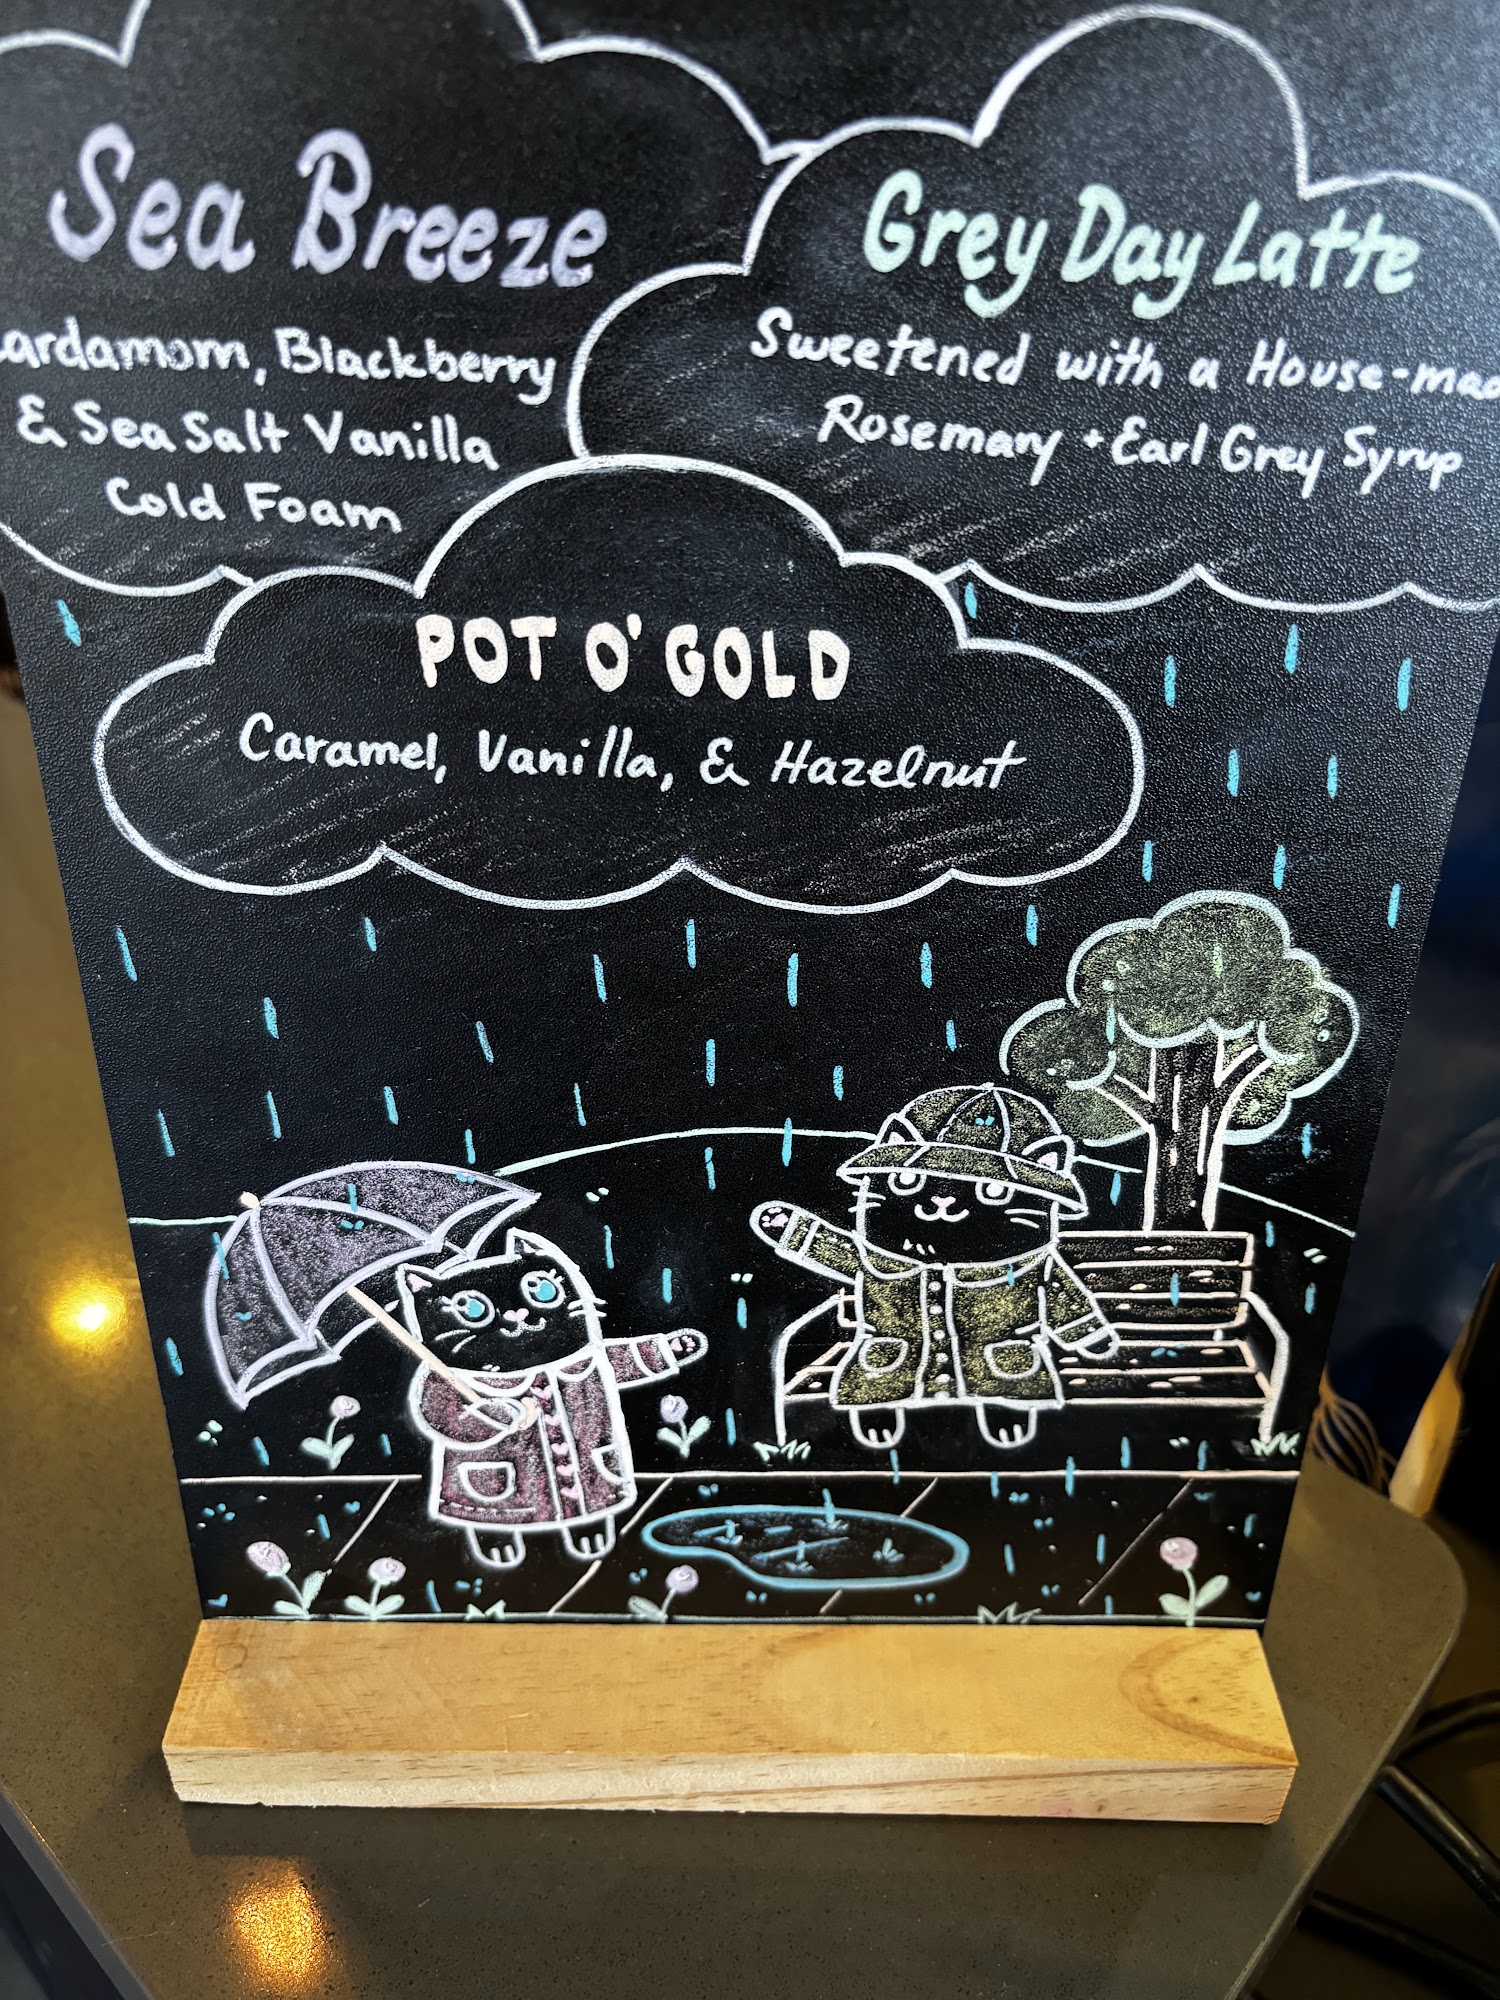 Sea Breeze
ardamom, Blackberry
& Sea Salt Vanilla
Cold Foam
Grey Day Latte
Sweetened with a House-mad
Rosemary + Earl Grey Syrup
POT O' GOLD
Caramel, Vanilla, & Hazelnut